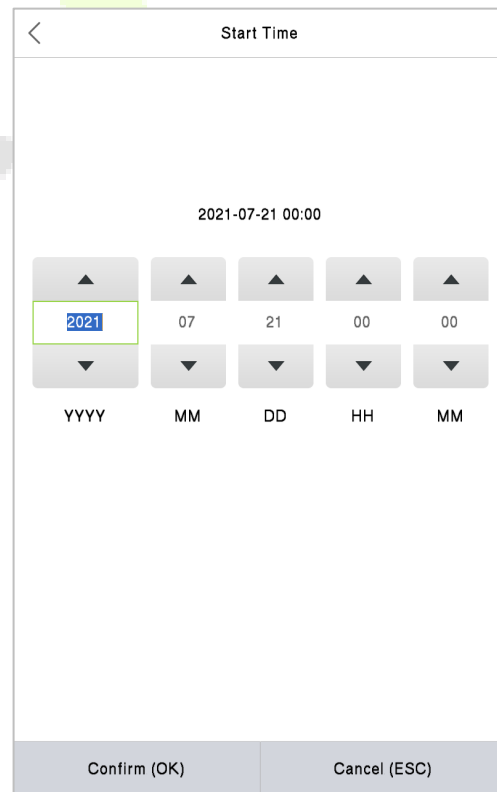 Start Time
2021-07-21 00:00
2021 07 21 00 00
YYYY MM DD HH MM
Confirm (OK) Cancel (ESC)